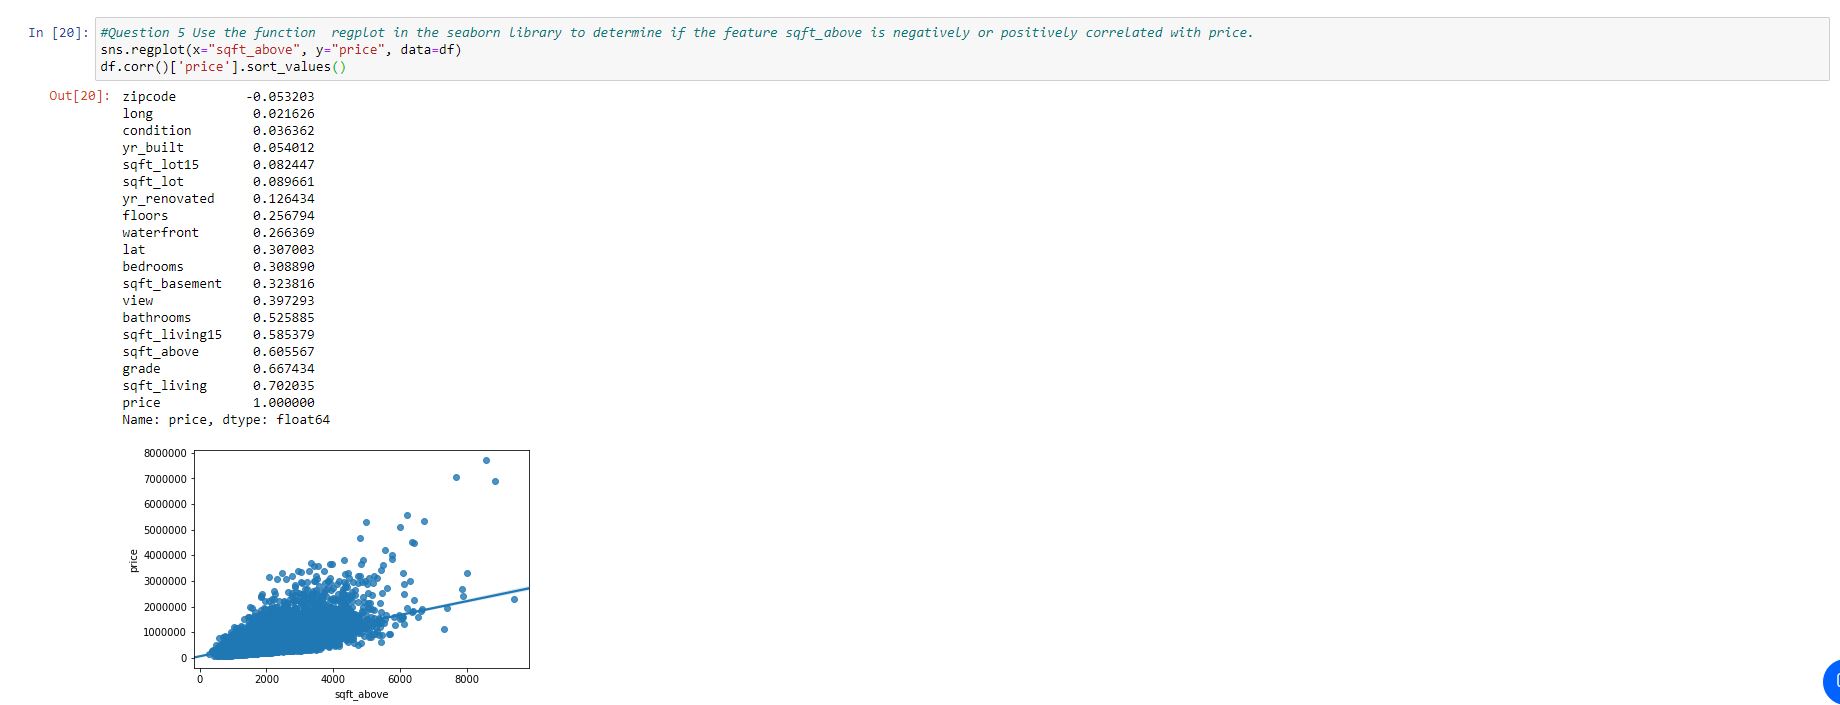 In [20]: #Question 5 Use the function  regplot in the seaborn library to determine if the feature sqft_above is negatively or positively correlated with price.
sns.regplot(x="sqft_above", y="price", data=df)
df.corr()['price'].sort_values()
Out[20]: zipcode -0.053203
long 0.021626
condition 0.036362
yr_built 0.054012
sqft_lot15 0.082447
sqft_lot 0.089661
yr_renovated 0.126434
floors 0.256794
waterfront 0.266369
lat 0.307003
bedrooms 0.308890
sqft_basement 0.323816
view 0.397293
bathrooms 0.525885
sqft_living15 0.585379
sqft_above 0.605567
grade 0.667434
sqft_living 0.702035
price 1.000000
Name: price, dtype: float64
8000000
7000000
6000000
5000000
4000000
3000000
2000000
1000000
0
price
0 2000 4000 6000 8000
sqft_above